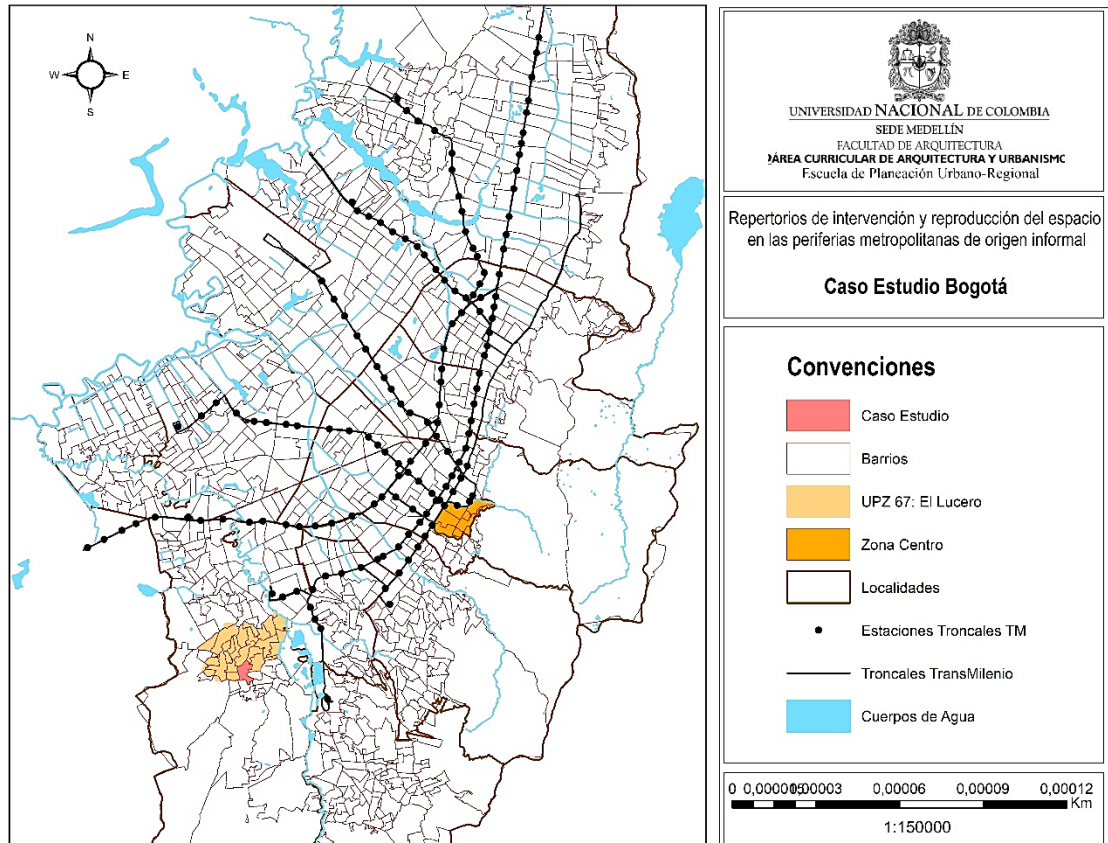 N
W E
S
UNIVERSIDAD NACIONAL DE COLOMBIA
SEDE MEDELLÍN
FACULTAD DE ARQUITECTURA
ÁREA CURRICULAR DE ARQUITECTURA Y URBANISMO
Escuela de Planeación Urbano-Regional
Repertorios de intervención y reproducción del espacio
en las periferias metropolitanas de origen informal
Caso Estudio Bogotá
Convenciones
Caso Estudio
Barrios
UPZ 67: El Lucero
Zona Centro
Localidades
Estaciones Troncales TM
Troncales TransMilenio
Cuerpos de Agua
0 0,000015 0,00003 0,00006 0,00009 0,00012
Km
1:150000